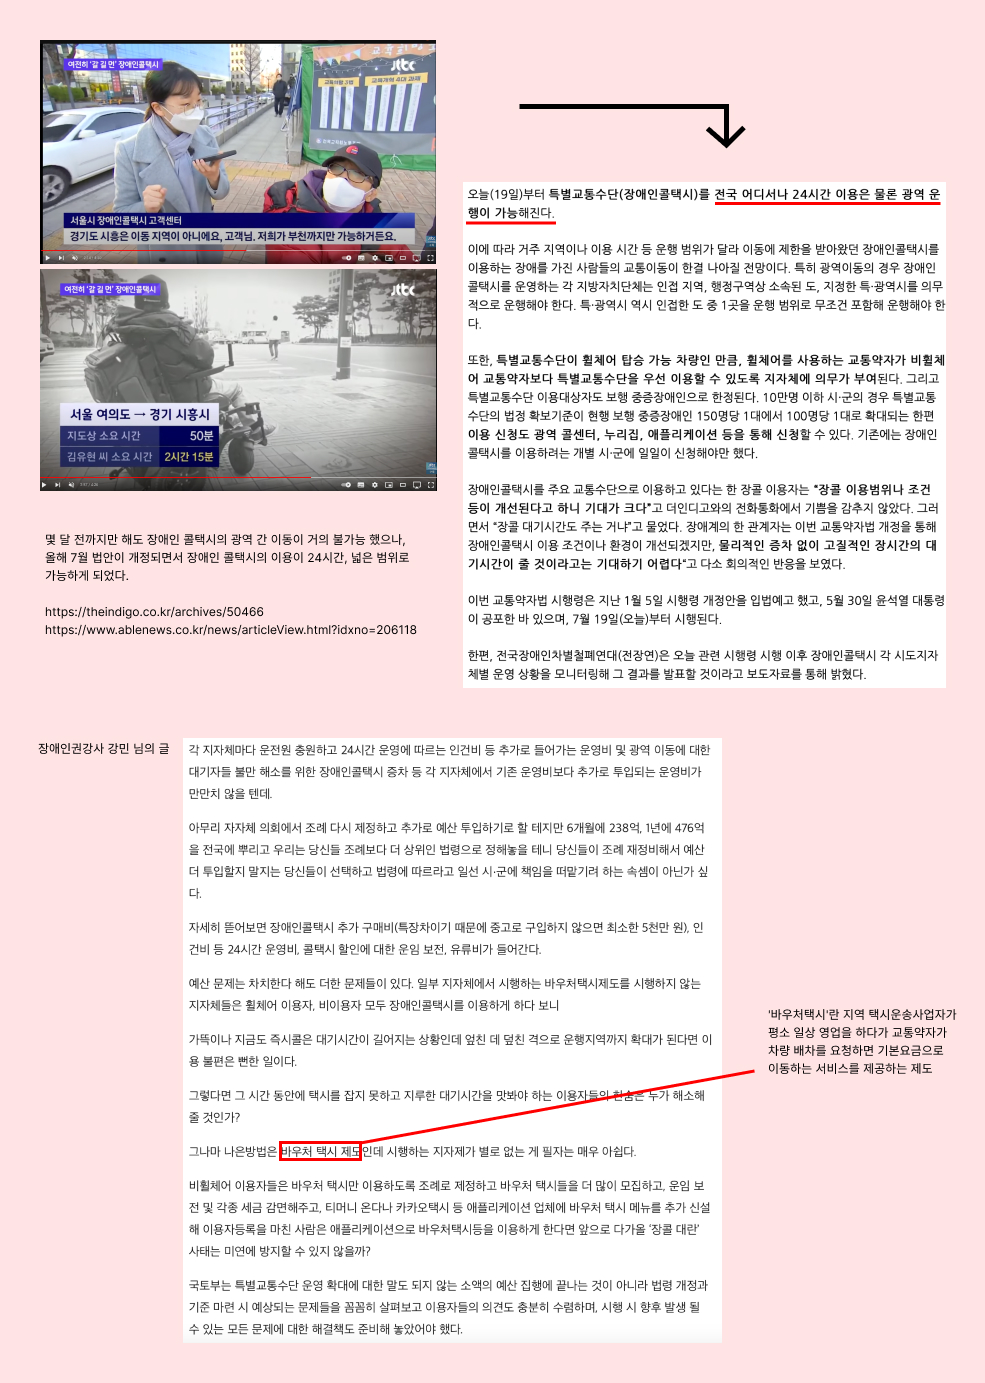 여전히 '갈 길 먼' 장애인콜택시
jtbc
교육개혁 4대 과제
서울시 장애인콜택시 고객센터
경기도 시흥은 이동 지역이 아니에요, 고객님. 저희가 부천까지만 가능하거든요.
여전히 '갈 길 먼' 장애인콜택시
jtbc
서울 여의도 → 경기 시흥시
지도상 소요 시간 50분
김유현 씨 소요 시간 2시간 15분
몇 달 전까지만 해도 장애인 콜택시의 광역 간 이동이 거의 불가능 했으나,
올해 7월 법안이 개정되면서 장애인 콜택시의 이용이 24시간, 넓은 범위로
가능하게 되었다.
https://theindigo.co.kr/archives/50466
https://www.ablenews.co.kr/news/articleView.html?idxno=206118
오늘(19일)부터 특별교통수단(장애인콜택시)를 전국 어디서나 24시간 이용은 물론 광역 운
행이 가능해진다.
이에 따라 거주 지역이나 이용 시간 등 운행 범위가 달라 이동에 제한을 받아왔던 장애인콜택시를
이용하는 장애를 가진 사람들의 교통이동이 한결 나아질 전망이다. 특히 광역이동의 경우 장애인
콜택시를 운영하는 각 지방자치단체는 인접 지역, 행정구역상 소속된 도, 지정한 특·광역시를 의무
적으로 운행해야 한다. 특·광역시 역시 인접한 도 중 1곳을 운행 범위로 무조건 포함해 운행해야 한
다.
또한, 특별교통수단이 휠체어 탑승 가능 차량인 만큼, 휠체어를 사용하는 교통약자가 비휠체
어 교통약자보다 특별교통수단을 우선 이용할 수 있도록 지자체에 의무가 부여된다. 그리고
특별교통수단 이용대상자도 보행 중증장애인으로 한정된다. 10만명 이하 시·군의 경우 특별교통
수단의 법정 확보기준이 현행 보행 중증장애인 150명당 1대에서 100명당 1대로 확대되는 한편
이용 신청도 광역 콜센터, 누리집, 애플리케이션 등을 통해 신청할 수 있다. 기존에는 장애인
콜택시를 이용하려는 개별 시·군에 일일이 신청해야만 했다.
장애인콜택시를 주요 교통수단으로 이용하고 있다는 한 장콜 이용자는 "장콜 이용범위나 조건
등이 개선된다고 하니 기대가 크다"고 더인디고와의 전화통화에서 기쁨을 감추지 않았다. 그러
면서 "장콜 대기시간도 주는 거냐"고 물었다. 장애계의 한 관계자는 이번 교통약자법 개정을 통해
장애인콜택시 이용 조건이나 환경이 개선되겠지만, 물리적인 증차 없이 고질적인 장시간의 대
기시간이 줄 것이라고는 기대하기 어렵다"고 다소 회의적인 반응을 보였다.
이번 교통약자법 시행령은 지난 1월 5일 시행령 개정안을 입법예고 했고, 5월 30일 윤석열 대통령
이 공포한 바 있으며, 7월 19일(오늘)부터 시행된다.
한편, 전국장애인차별철폐연대(전장연)은 오늘 관련 시행령 시행 이후 장애인콜택시 각 시도지자
체별 운영 상황을 모니터링해 그 결과를 발표할 것이라고 보도자료를 통해 밝혔다.
장애인권강사 강민 님의 글
각 지자체마다 운전원 충원하고 24시간 운영에 따르는 인건비 등 추가로 들어가는 운영비 및 광역 이동에 대한
대기자들 불만 해소를 위한 장애인콜택시 증차 등 각 지자체에서 기존 운영비보다 추가로 투입되는 운영비가
만만치 않을 텐데.
아무리 자자체 의회에서 조례 다시 제정하고 추가로 예산 투입하기로 할 테지만 6개월에 238억, 1년에 476억
을 전국에 뿌리고 우리는 당신들 조례보다 더 상위인 법령으로 정해놓을 테니 당신들이 조례 재정비해서 예산
더 투입할지 말지는 당신들이 선택하고 법령에 따르라고 일선 시·군에 책임을 떠맡기려 하는 속셈이 아닌가 싶
다.
자세히 뜯어보면 장애인콜택시 추가 구매비(특장차이기 때문에 중고로 구입하지 않으면 최소한 5천만 원), 인
건비 등 24시간 운영비, 콜택시 할인에 대한 운임 보전, 유류비가 들어간다.
예산 문제는 차치한다 해도 더한 문제들이 있다. 일부 지자체에서 시행하는 바우처택시제도를 시행하지 않는
지자체들은 휠체어 이용자, 비이용자 모두 장애인콜택시를 이용하게 하다 보니
가뜩이나 지금도 즉시콜은 대기시간이 길어지는 상황인데 엎친 데 덮친 격으로 운행지역까지 확대가 된다면 이
용 불편은 뻔한 일이다.
그렇다면 그 시간 동안에 택시를 잡지 못하고 지루한 대기시간을 맛봐야 하는 이용자들의 한숨은 누가 해소해
줄 것인가?
그나마 나은방법은 바우처 택시 제도인데 시행하는 지자제가 별로 없는 게 필자는 매우 아쉽다.
비휠체어 이용자들은 바우처 택시만 이용하도록 조례로 제정하고 바우처 택시들을 더 많이 모집하고, 운임 보
전 및 각종 세금 감면해주고, 티머니 온다나 카카오택시 등 애플리케이션 업체에 바우처 택시 메뉴를 추가 신설
해 이용자등록을 마친 사람은 애플리케이션으로 바우처택시등을 이용하게 한다면 앞으로 다가올 '장콜 대란'
사태는 미연에 방지할 수 있지 않을까?
국토부는 특별교통수단 운영 확대에 대한 말도 되지 않는 소액의 예산 집행에 끝나는 것이 아니라 법령 개정과
기준 마련 시 예상되는 문제들을 꼼꼼히 살펴보고 이용자들의 의견도 충분히 수렴하며, 시행 시 향후 발생 될
수 있는 모든 문제에 대한 해결책도 준비해 놓았어야 했다.
'바우처택시'란 지역 택시운송사업자가
평소 일상 영업을 하다가 교통약자가
차량 배차를 요청하면 기본요금으로
이동하는 서비스를 제공하는 제도